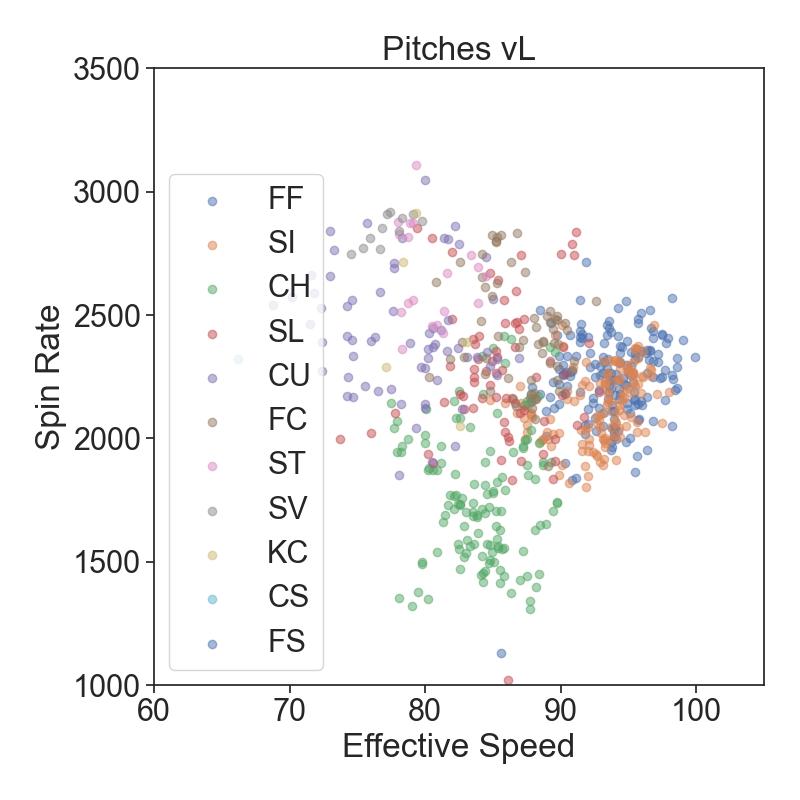 Pitches vL
3500
3000
2500
2000
1500
1000
Spin Rate
FF
SI
CH
SL
CU
FC
ST
SV
KC
CS
FS
60 70 80 90 100
Effective Speed